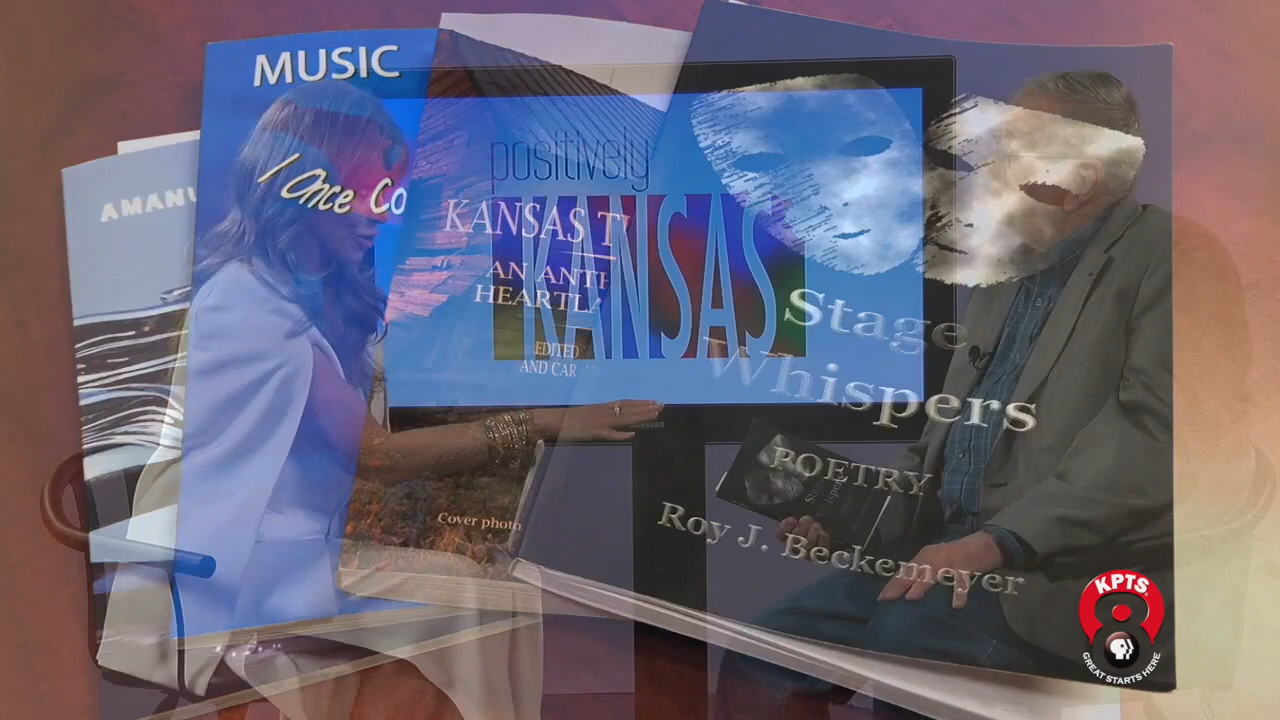 MUSIC
I Once Co
AMANU
positively
KANSAS
KANSAS T
AN ANTH
HEARTLA
EDITED
AND CAR
Cover photo
SAMSUNG
Stage
Whispers
POETRY
Roy J. Beckemeyer
KPTS
8
GREAT STARTS HERE